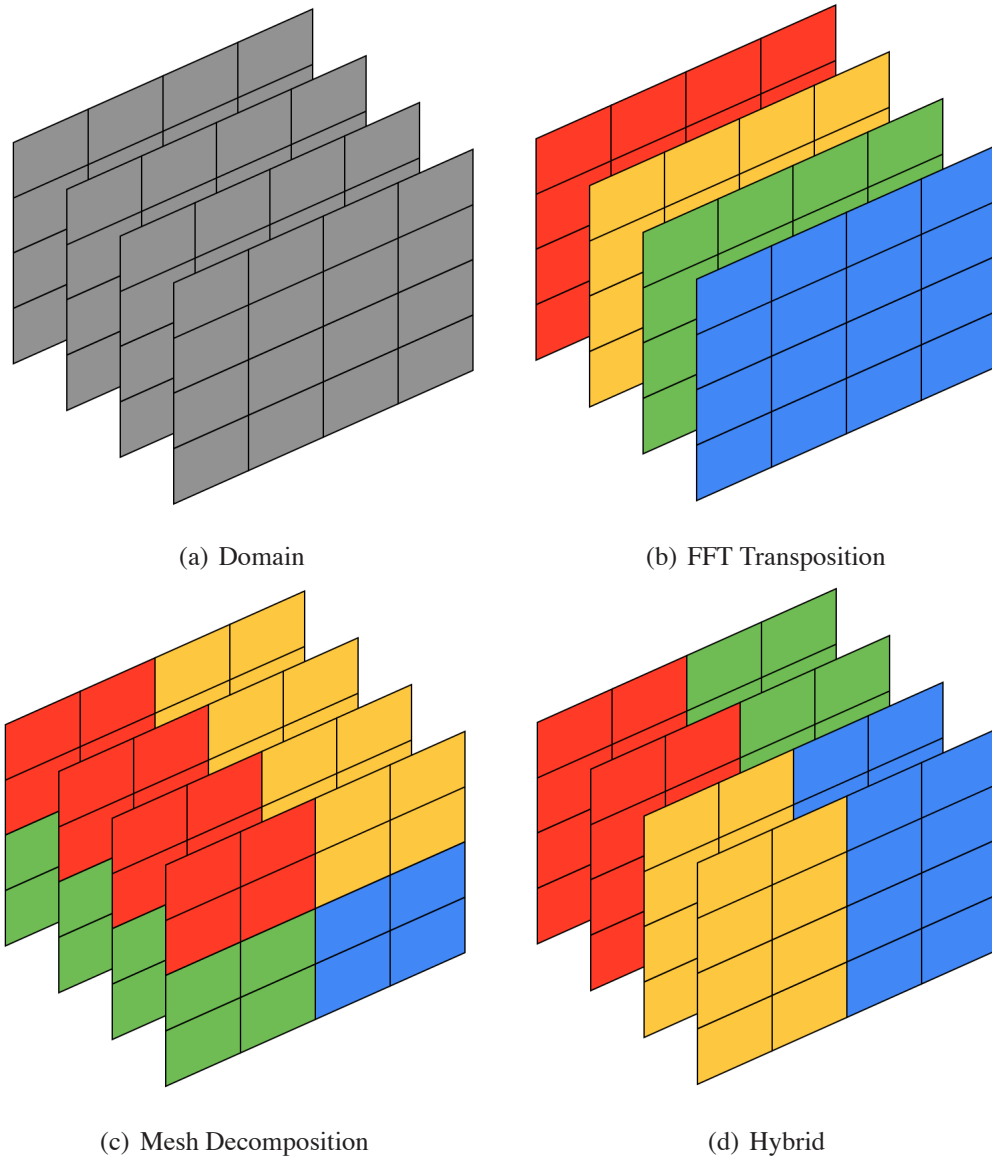 (a) Domain
(b) FFT Transposition
(c) Mesh Decomposition
(d) Hybrid